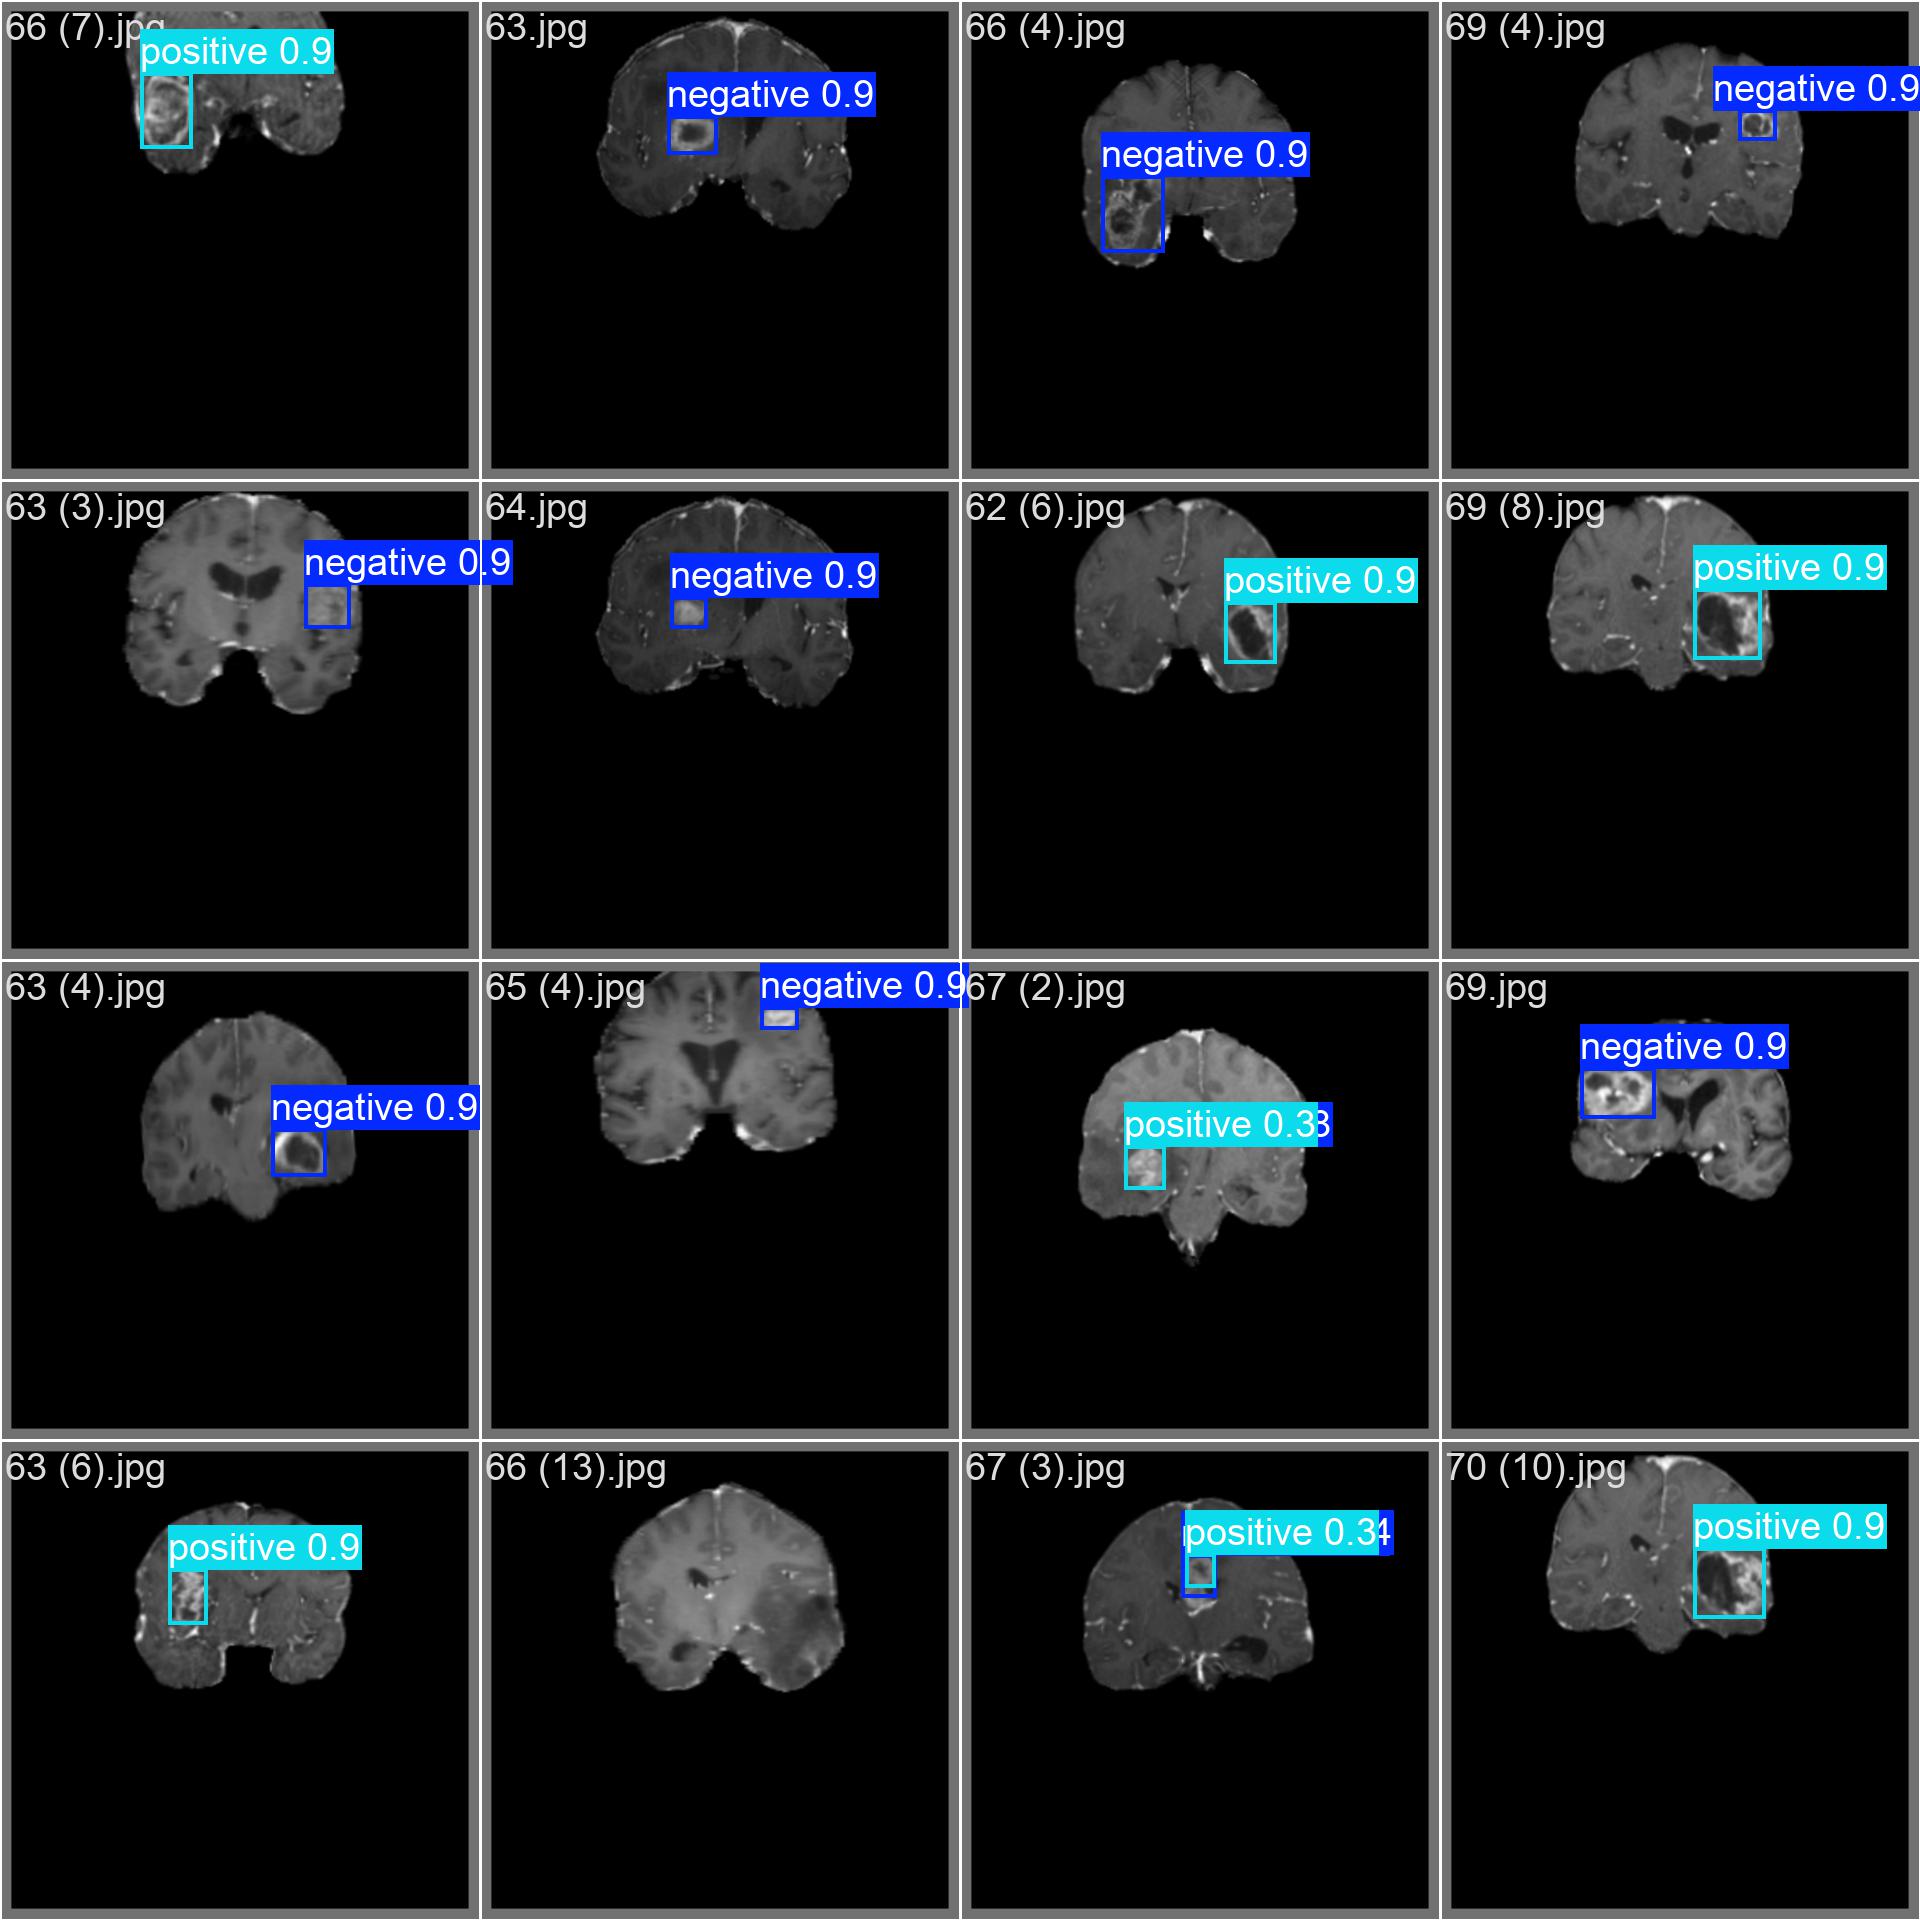 66 (7).jpg
positive 0.9
63.jpg
negative 0.9
66 (4).jpg
negative 0.9
69 (4).jpg
negative 0.9
63 (3).jpg
negative 0.9
64.jpg
negative 0.9
62 (6).jpg
positive 0.9
69 (8).jpg
positive 0.9
63 (4).jpg
negative 0.9
65 (4).jpg
negative 0.9
67 (2).jpg
positive 0.3
69.jpg
negative 0.9
63 (6).jpg
positive 0.9
66 (13).jpg
67 (3).jpg
positive 0.3
70 (10).jpg
positive 0.9